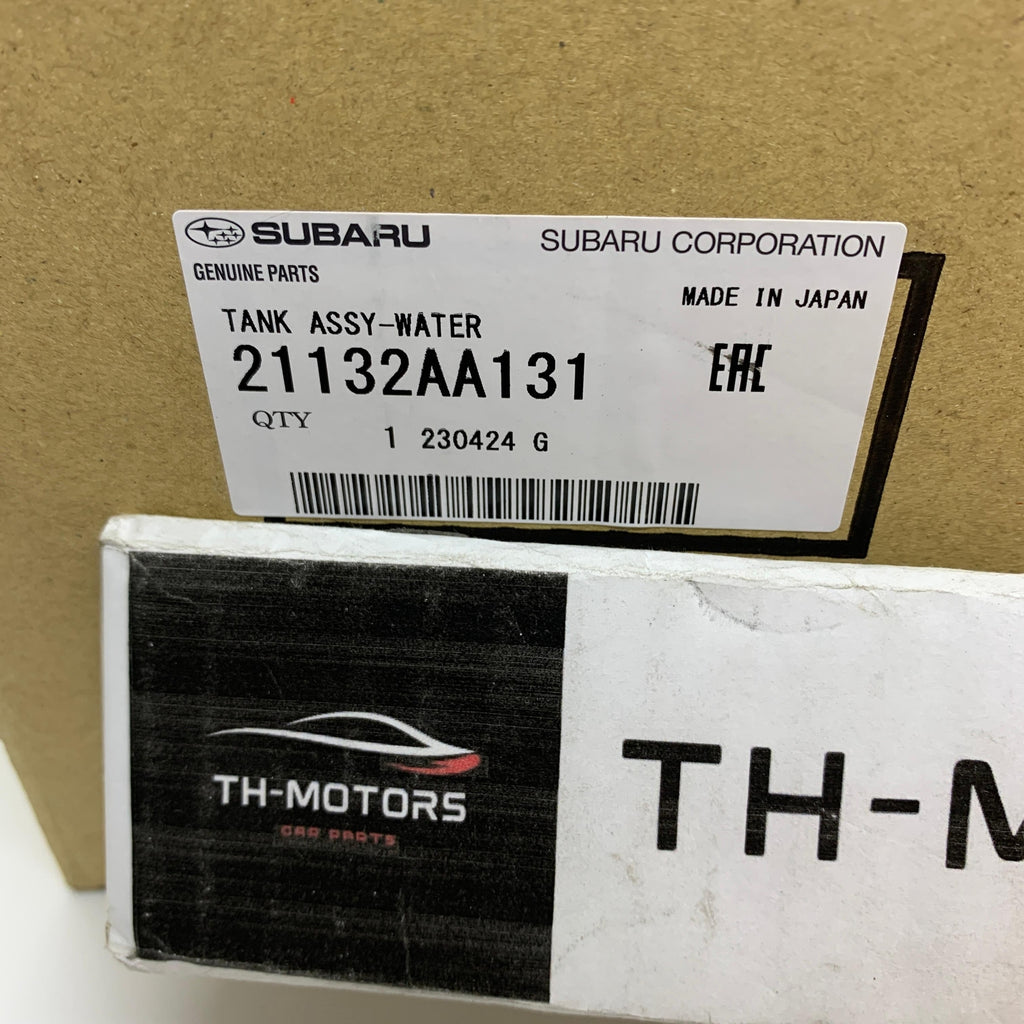 SUBARU
SUBARU CORPORATION
GENUINE PARTS
MADE IN JAPAN
TANK ASSY-WATER
21132AA131
EAC
QTY
1 230424 G
TH-MOTORS
CAR PARTS
TH-M